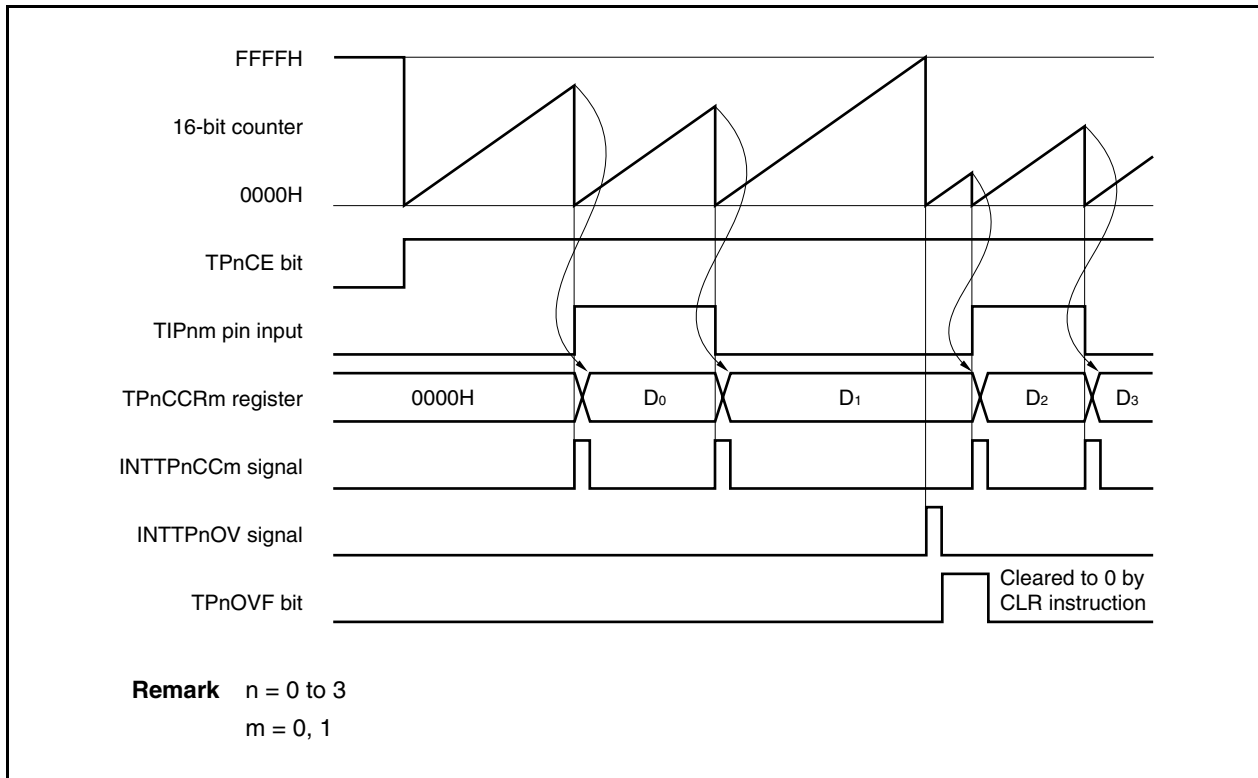 FFFFH
16-bit counter
0000H
TPnCE bit
TIPnm pin input
TPnCCRm register
0000H D0 D1 D2 D3
INTTPnCCm signal
INTTPnOV signal
TPnOVF bit
Cleared to 0 by
CLR instruction
Remark n = 0 to 3
m = 0, 1